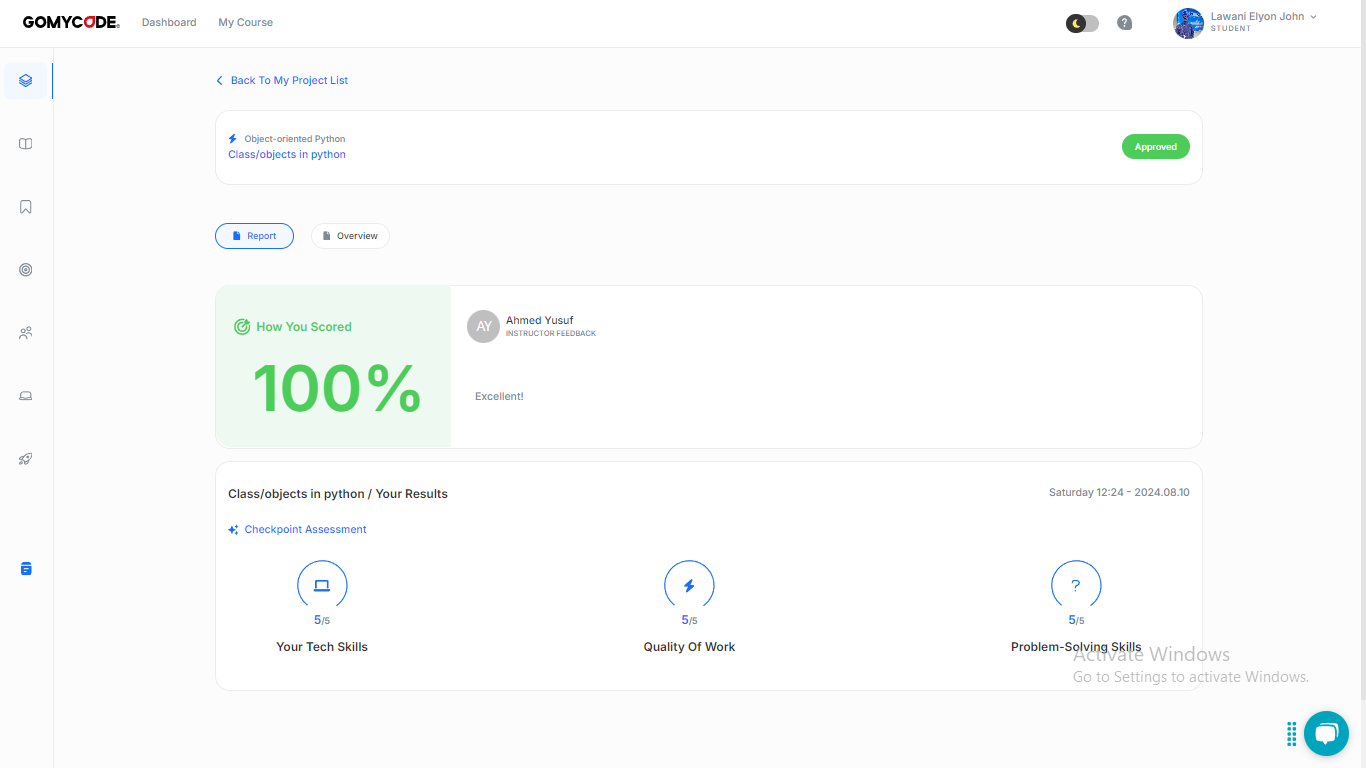 GOMYCODE
Dashboard
My Course
?
Lawani Elyon John
STUDENT
Back To My Project List
Object-oriented Python
Class/objects in python
Approved
Report
Overview
How You Scored
100%
AY
Ahmed Yusuf
INSTRUCTOR FEEDBACK
Excellent!
Class/objects in python / Your Results
Saturday 12:24 - 2024.08.10
Checkpoint Assessment
?
5/5
5/5
5/5
Your Tech Skills
Quality Of Work
Problem-Solving Skills
Activate Windows
Go to Settings to activate Windows.